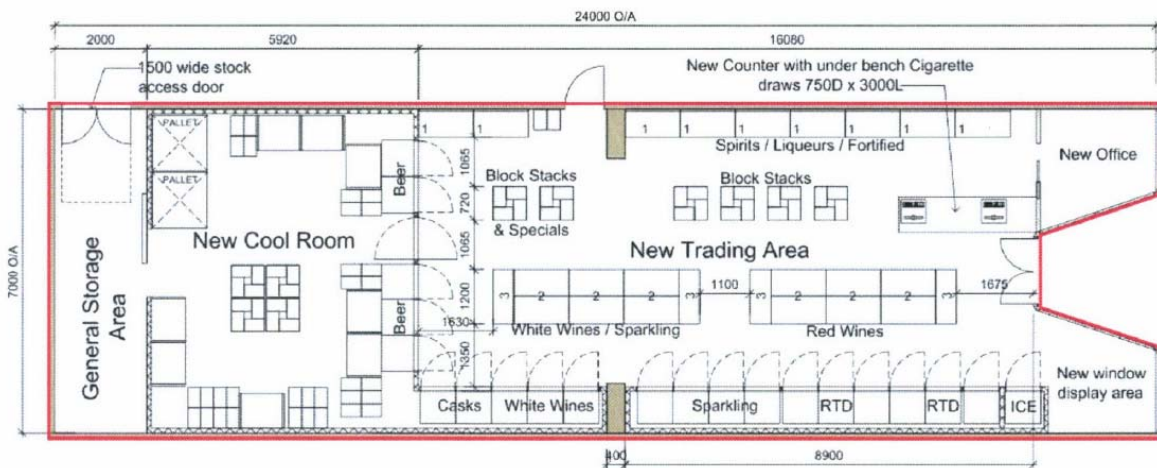 24000 O/A
2000
5920
16080
1500 wide stock
access door
New Counter with under bench Cigarette
draws 750D x 3000L
PALLET
PALLET
1
1
1
1
1
1
1
1
1
Spirits / Liqueurs / Fortified
New Office
1065
Beer
Block Stacks
& Specials
Block Stacks
720
7000 O/A
General Storage
Area
New Cool Room
1065
New Trading Area
1200
Beer
3
2
2
2
3
1100
3
2
2
2
3
1675
1630
White Wines / Sparkling
Red Wines
1350
New window
display area
Casks
White Wines
Sparkling
RTD
RTD
ICE
400
8900